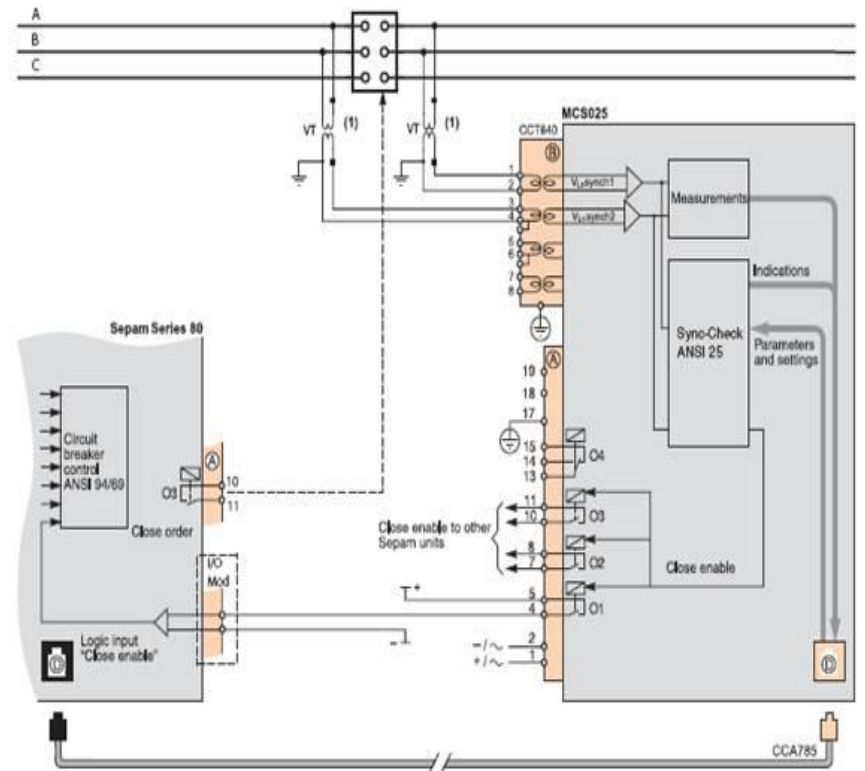 A
B
C
VT (1)
VT (1)
MCS025
CCT640
B
1
2
3
4
5
6
7
8
VLnsynch1
VLnsynch2
Measurements
Indications
Sync-Check
ANSI 25
Parameters
and settings
Sepam Series 80
Circuit
breaker
control
ANSI 94/69
O3
A
10
11
Close order
I/O
Mod
Logic input
"Close enable"
D
A
19
18
17
15
14
13
O4
11
10
O3
8
7
O2
5
4
O1
2
1
Close enable to other
Sepam units
Close enable
+
-
- / ~
+ / ~
D
CCA785